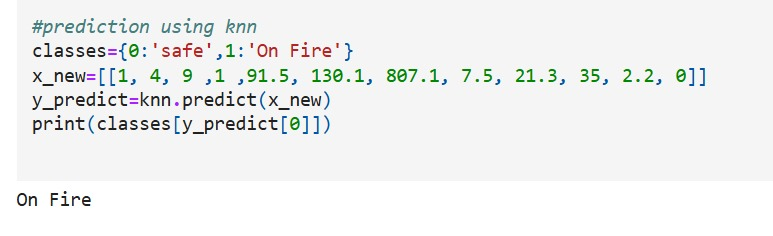 #prediction using knn
classes={0:'safe',1:'On Fire'}
x_new=[[1, 4, 9 ,1 ,91.5, 130.1, 807.1, 7.5, 21.3, 35, 2.2, 0]]
y_predict=knn.predict(x_new)
print(classes[y_predict[0]])
On Fire